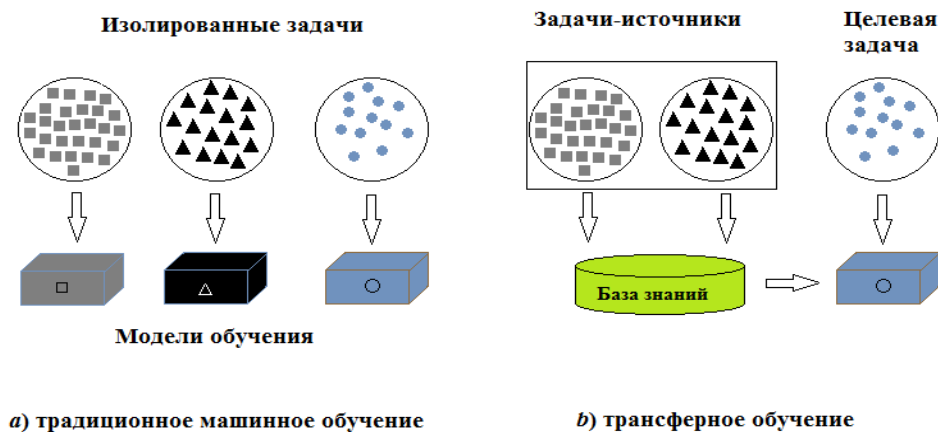 Изолированные задачи
Модели обучения
a) традиционное машинное обучение
Задачи-источники
Целевая
задача
База знаний
b) трансферное обучение